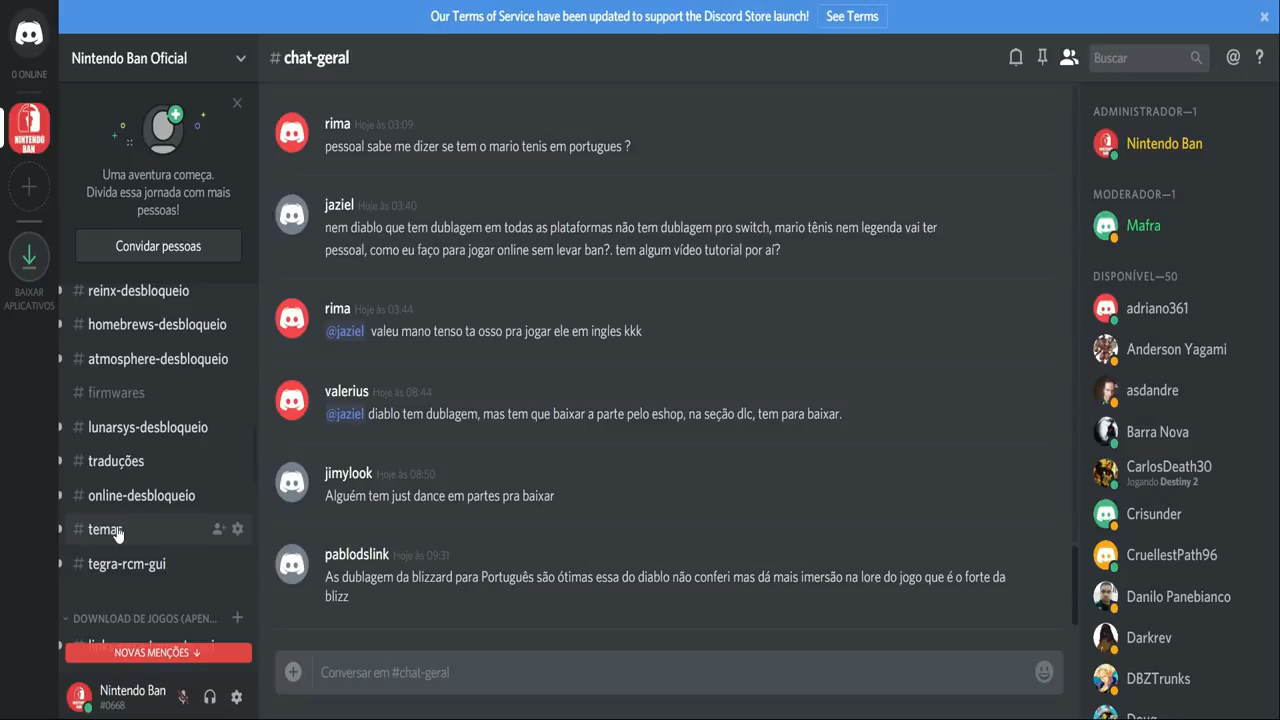 Our Terms of Service have been updated to support the Discord Store launch!
See Terms
0 ONLINE
NINTENDO
BAN
BAIXAR
APLICATIVOS
Nintendo Ban Oficial
Uma aventura começa.
Divida essa jornada com mais
pessoas!
Convidar pessoas
# reinx-desbloqueio
# homebrews-desbloqueio
# atmosphere-desbloqueio
# firmwares
# lunarsys-desbloqueio
# traduções
# online-desbloqueio
# temas
# tegra-rcm-gui
DOWNLOAD DE JOGOS (APEN...
NOVAS MENÇÕES ↓
Nintendo Ban
#0668
# chat-geral
Buscar
@ ?
rima Hoje às 03:09
pessoal sabe me dizer se tem o mario tenis em portugues ?
jaziel Hoje às 03:40
nem diablo que tem dublagem em todas as plataformas não tem dublagem pro switch, mario tênis nem legenda vai ter
pessoal, como eu faço para jogar online sem levar ban?. tem algum vídeo tutorial por aí?
rima Hoje às 03:44
@jaziel valeu mano tenso ta osso pra jogar ele em ingles kkk
valerius Hoje às 08:44
@jaziel diablo tem dublagem, mas tem que baixar a parte pelo eshop, na seção dlc, tem para baixar.
jimylook Hoje às 08:50
Alguém tem just dance em partes pra baixar
pablodslink Hoje às 09:31
As dublagem da blizzard para Português são ótimas essa do diablo não conferi mas dá mais imersão na lore do jogo que é o forte da
blizz
Conversar em #chat-geral
ADMINISTRADOR—1
Nintendo Ban
MODERADOR—1
Mafra
DISPONÍVEL—50
adriano361
Anderson Yagami
asdandre
Barra Nova
CarlosDeath30
Jogando Destiny 2
Crisunder
CruellestPath96
Danilo Panebianco
Darkrev
DBZTrunks